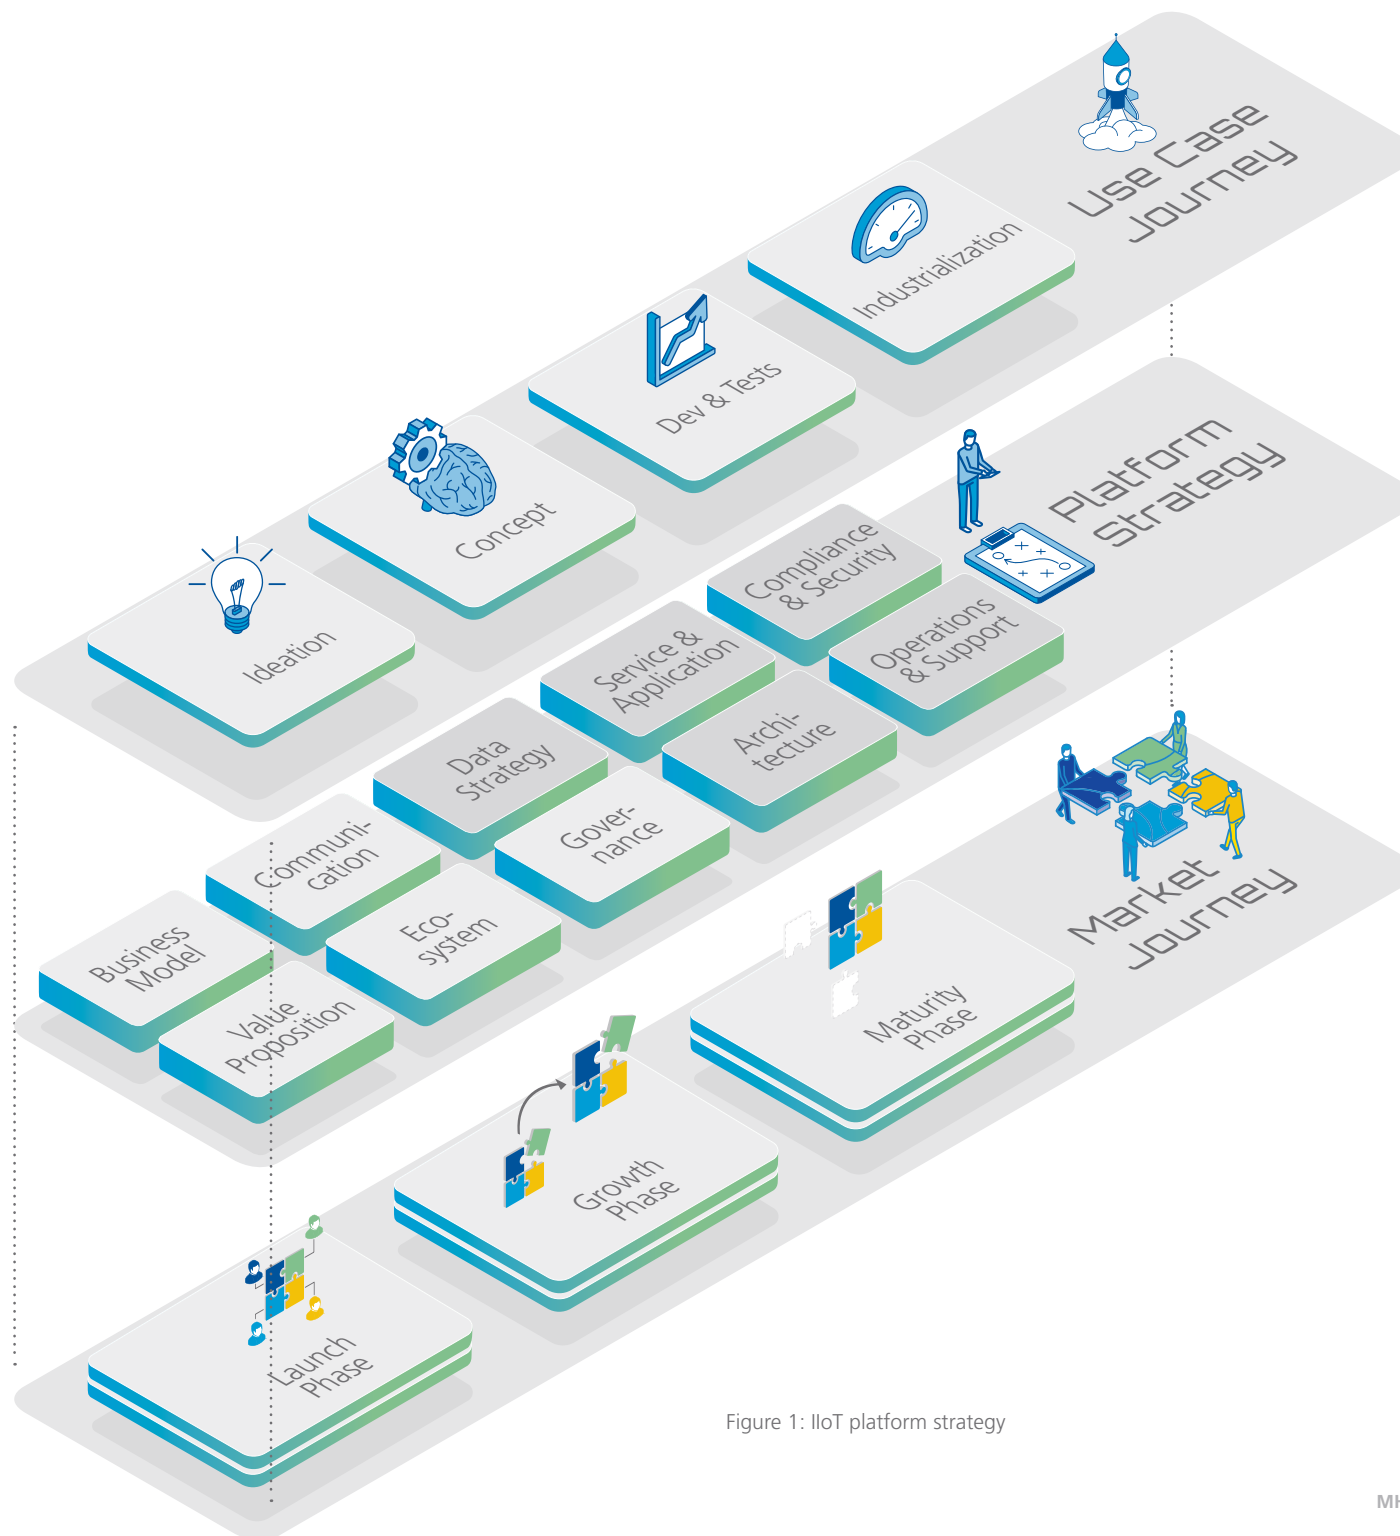 Use Case
Journey
Industrialization
Dev & Tests
Concept
Ideation
Platform
Strategy
Compliance
& Security
Operations
& Support
Service &
Application
Archi-
tecture
Data
Strategy
Gover-
nance
Communi-
cation
Eco-
system
Business
Model
Value
Proposition
Market
Journey
Maturity
Phase
Growth
Phase
Launch
Phase
Figure 1: IIoT platform strategy